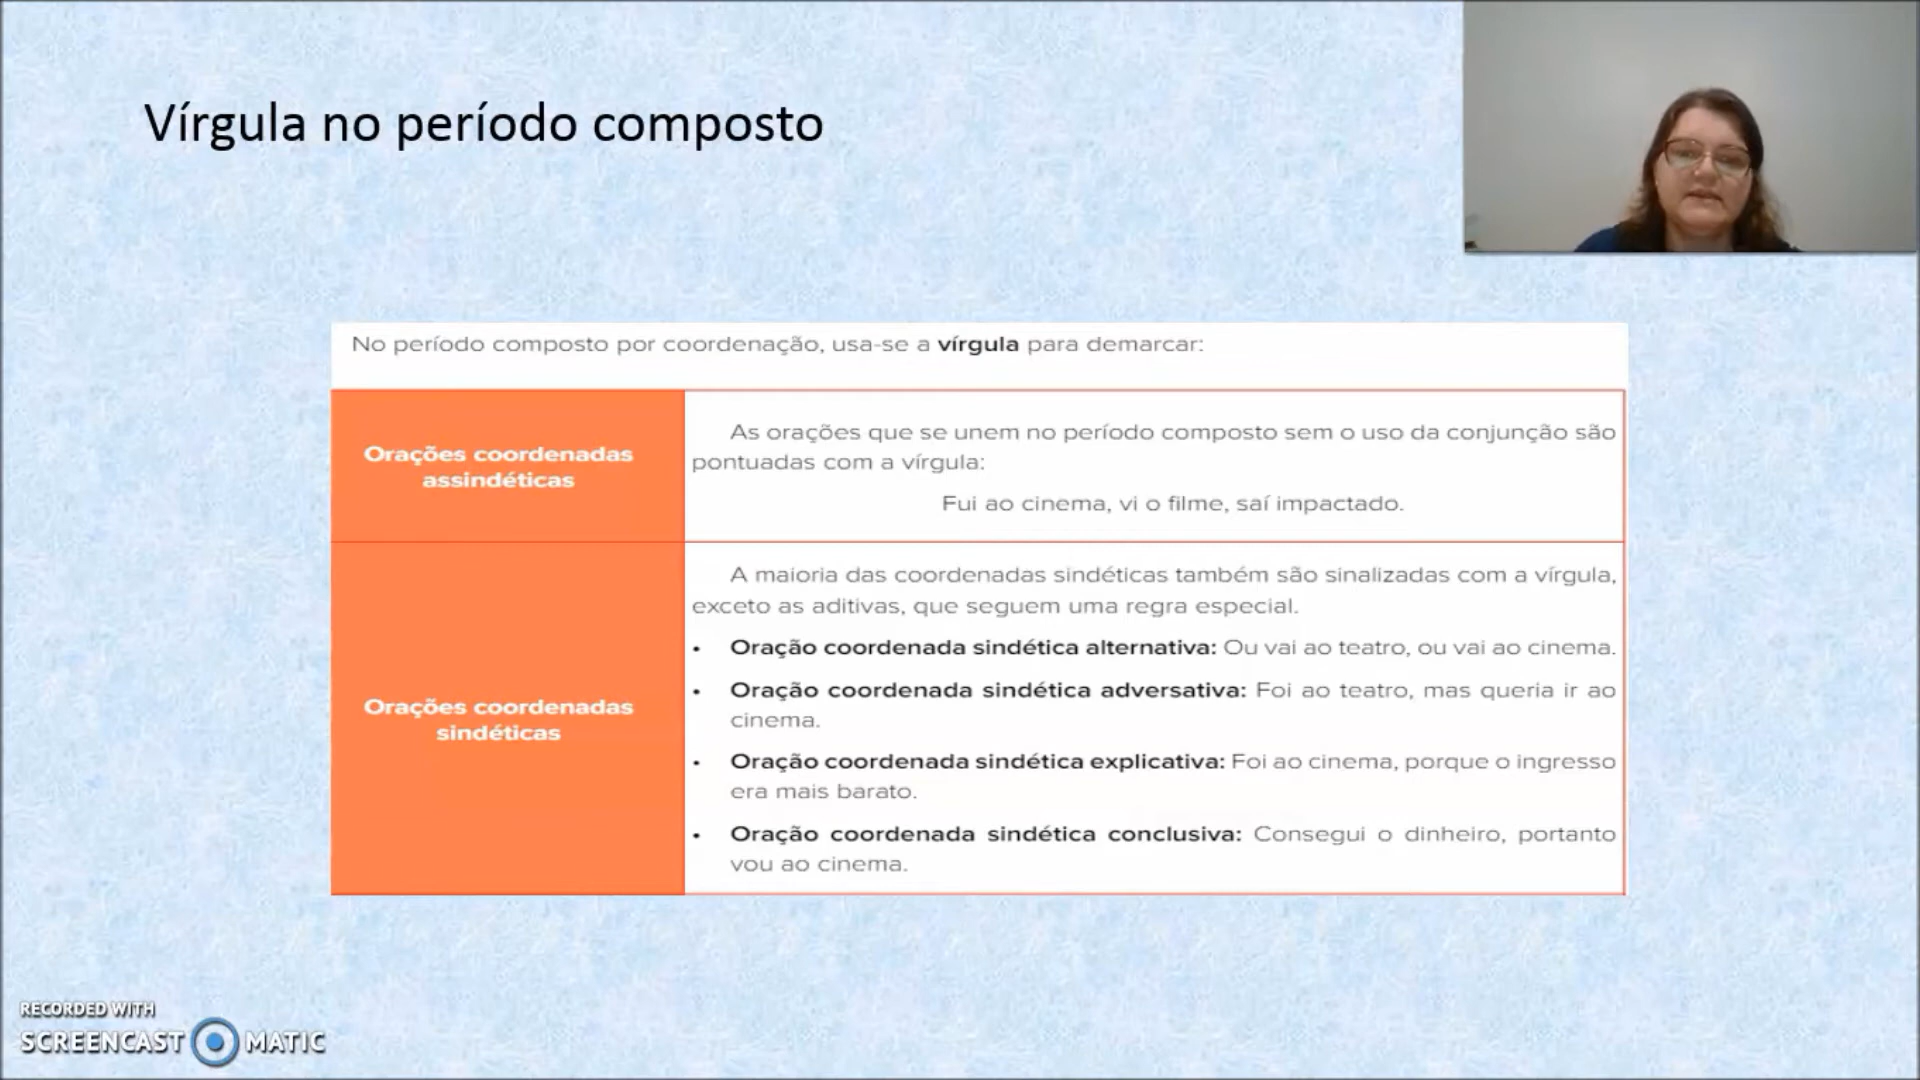 Vírgula no período composto
No período composto por coordenação, usa-se a vírgula para demarcar:
Orações coordenadas
assindéticas
As orações que se unem no período composto sem o uso da conjunção são
pontuadas com a vírgula:
Fui ao cinema, vi o filme, saí impactado.
Orações coordenadas
sindéticas
A maioria das coordenadas sindéticas também são sinalizadas com a vírgula,
exceto as aditivas, que seguem uma regra especial.
• Oração coordenada sindética alternativa: Ou vai ao teatro, ou vai ao cinema.
• Oração coordenada sindética adversativa: Foi ao teatro, mas queria ir ao
cinema.
• Oração coordenada sindética explicativa: Foi ao cinema, porque o ingresso
era mais barato.
• Oração coordenada sindética conclusiva: Consegui o dinheiro, portanto
vou ao cinema.
RECORDED WITH
SCREENCAST MATIC